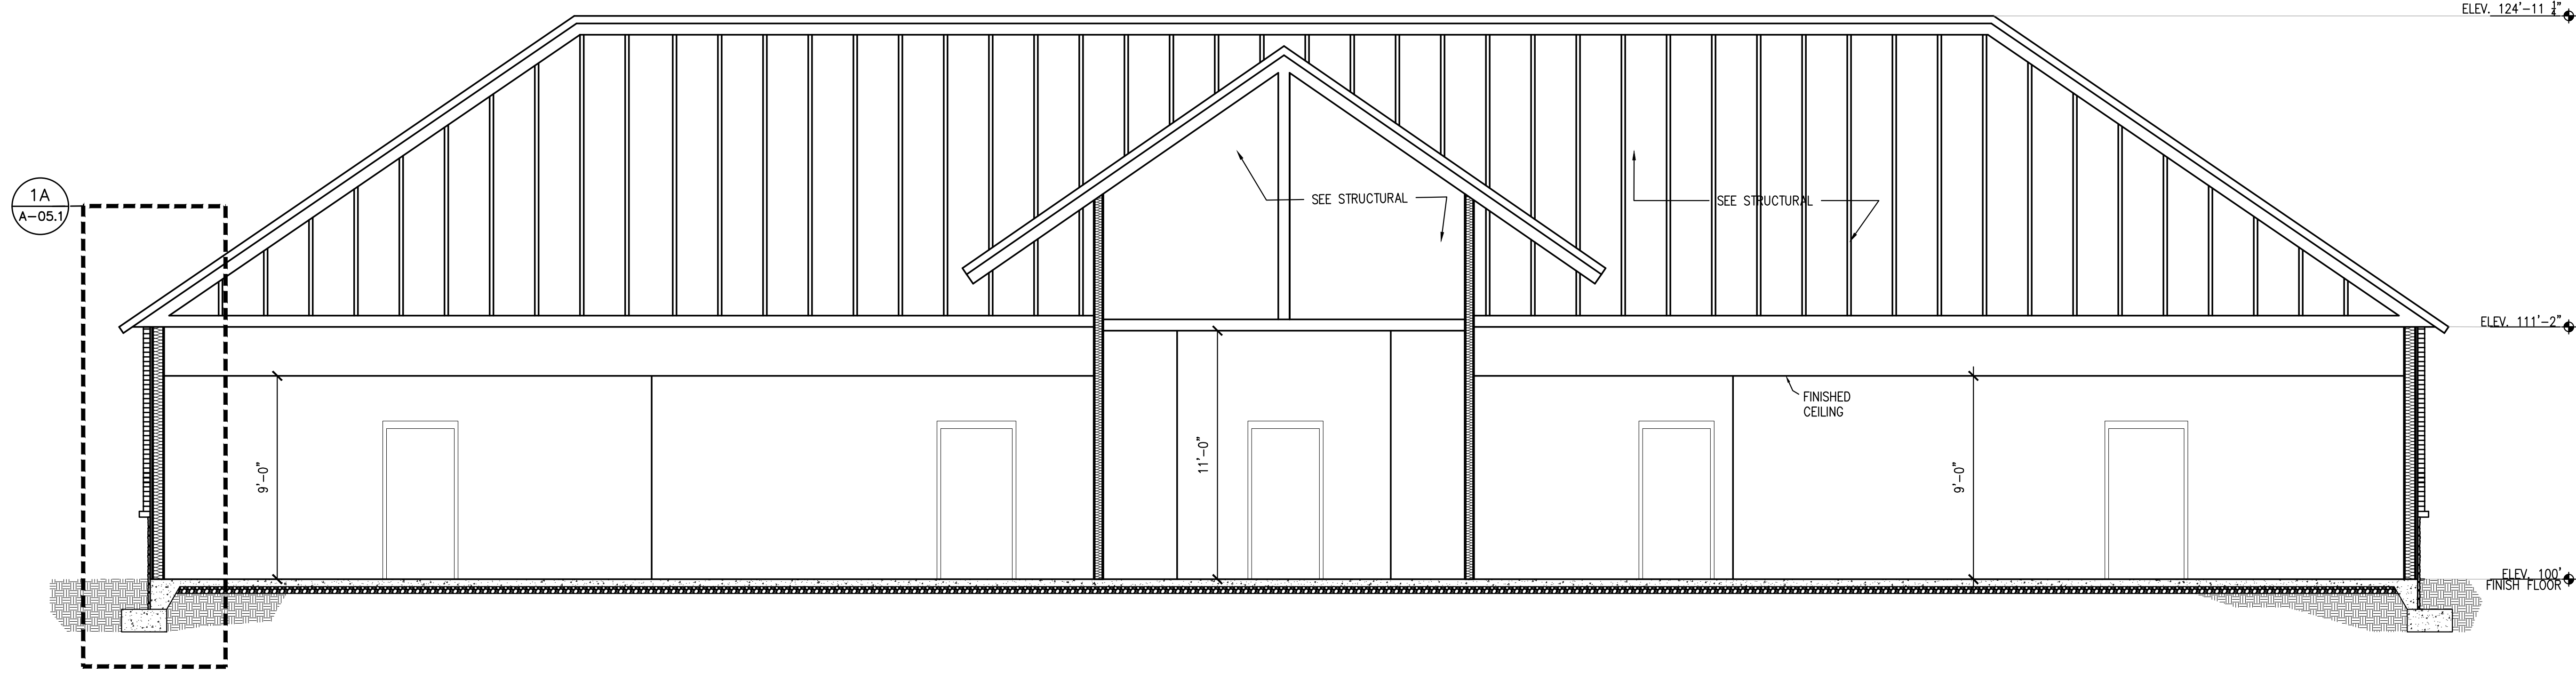 ELEV. 124'-11 1/4"
1A
A-05.1
SEE STRUCTURAL
SEE STRUCTURAL
ELEV. 111'-2"
FINISHED
CEILING
9'-0"
11'-0"
9'-0"
ELEV. 100'
FINISH FLOOR